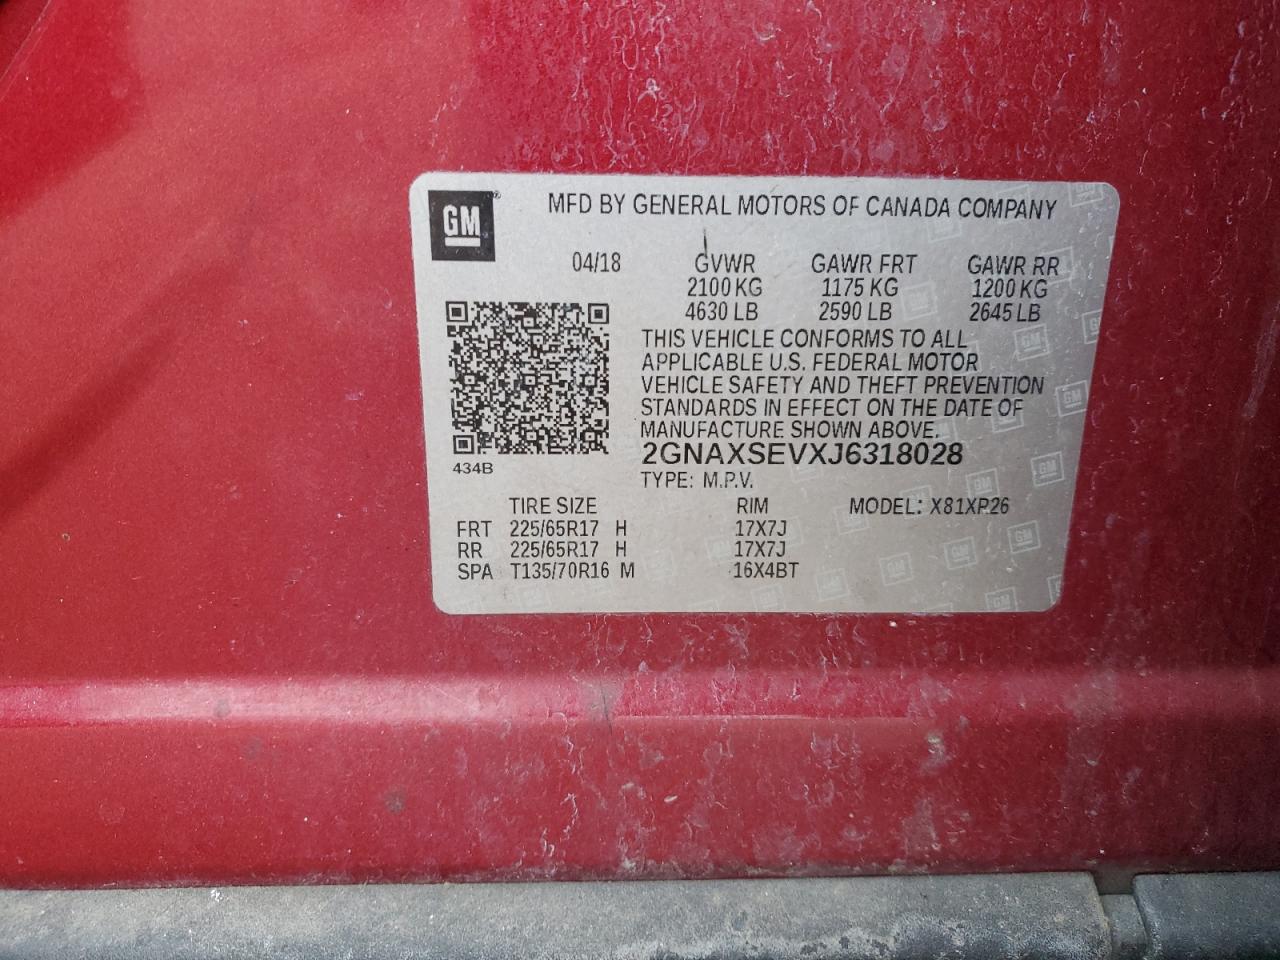 GM®
MFD BY GENERAL MOTORS OF CANADA COMPANY
04/18 GVWR GAWR FRT GAWR RR
2100 KG 1175 KG 1200 KG
4630 LB 2590 LB 2645 LB
THIS VEHICLE CONFORMS TO ALL
APPLICABLE U.S. FEDERAL MOTOR
VEHICLE SAFETY AND THEFT PREVENTION
STANDARDS IN EFFECT ON THE DATE OF
MANUFACTURE SHOWN ABOVE.
2GNAXSEVXJ6318028
434B
TYPE: M.P.V.
TIRE SIZE RIM MODEL: X81XP26
FRT 225/65R17 H 17X7J
RR 225/65R17 H 17X7J
SPA T135/70R16 M 16X4BT